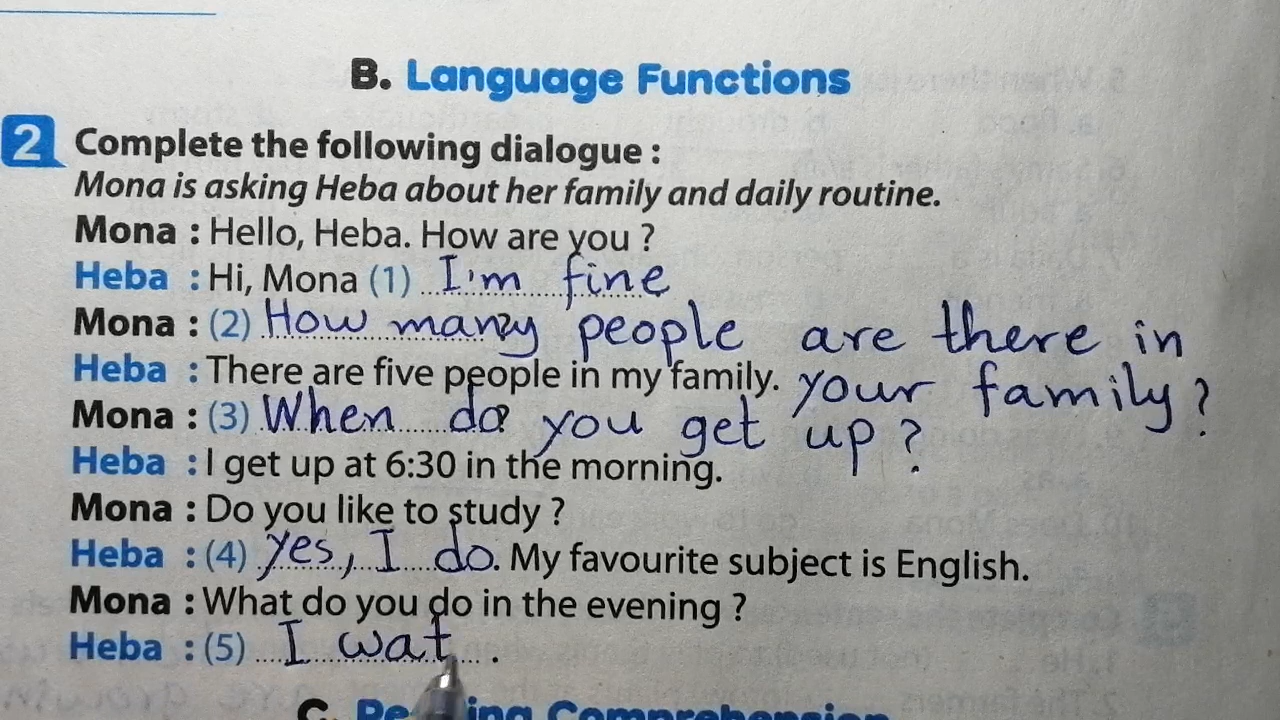 B. Language Functions
2 Complete the following dialogue :
Mona is asking Heba about her family and daily routine.
Mona : Hello, Heba. How are you ?
Heba : Hi, Mona (1) I'm fine
Mona : (2) How many people are there in
Heba : There are five people in my family. your family?
Mona : (3) When do you get up?
Heba : I get up at 6:30 in the morning.
Mona : Do you like to study ?
Heba : (4) yes, I do. My favourite subject is English.
Mona : What do you do in the evening ?
Heba : (5) I wat .
C. Re ing Comprehension